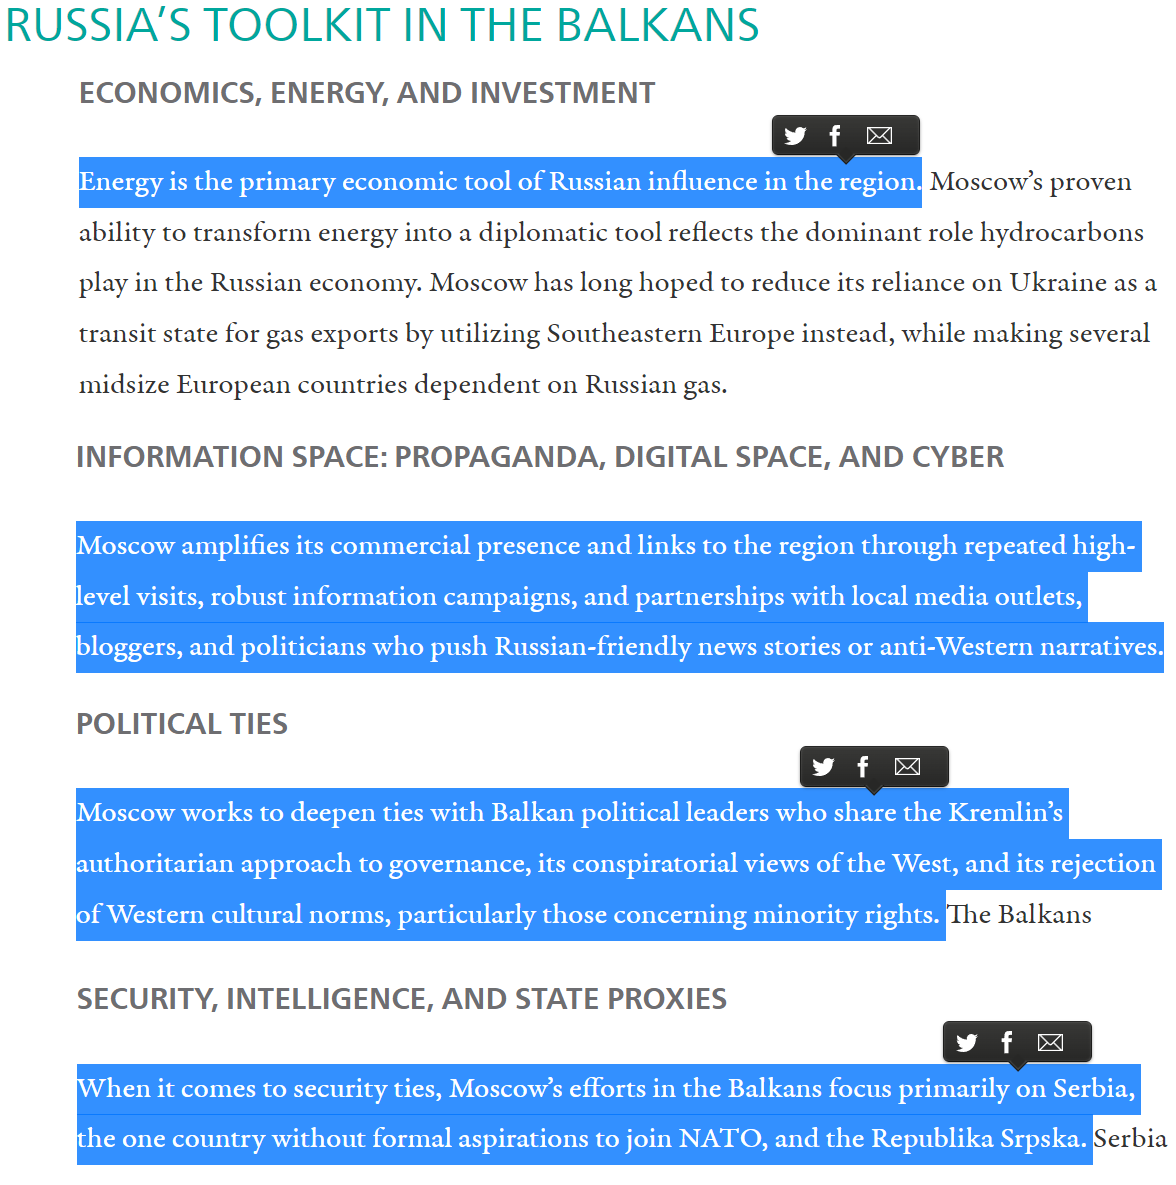 RUSSIA’S TOOLKIT IN THE BALKANS
ECONOMICS, ENERGY, AND INVESTMENT
Energy is the primary economic tool of Russian influence in the region. Moscow’s proven
ability to transform energy into a diplomatic tool reflects the dominant role hydrocarbons
play in the Russian economy. Moscow has long hoped to reduce its reliance on Ukraine as a
transit state for gas exports by utilizing Southeastern Europe instead, while making several
midsize European countries dependent on Russian gas.
INFORMATION SPACE: PROPAGANDA, DIGITAL SPACE, AND CYBER
Moscow amplifies its commercial presence and links to the region through repeated high-
level visits, robust information campaigns, and partnerships with local media outlets,
bloggers, and politicians who push Russian-friendly news stories or anti-Western narratives.
POLITICAL TIES
Moscow works to deepen ties with Balkan political leaders who share the Kremlin’s
authoritarian approach to governance, its conspiratorial views of the West, and its rejection
of Western cultural norms, particularly those concerning minority rights. The Balkans
SECURITY, INTELLIGENCE, AND STATE PROXIES
When it comes to security ties, Moscow’s efforts in the Balkans focus primarily on Serbia,
the one country without formal aspirations to join NATO, and the Republika Srpska. Serbia